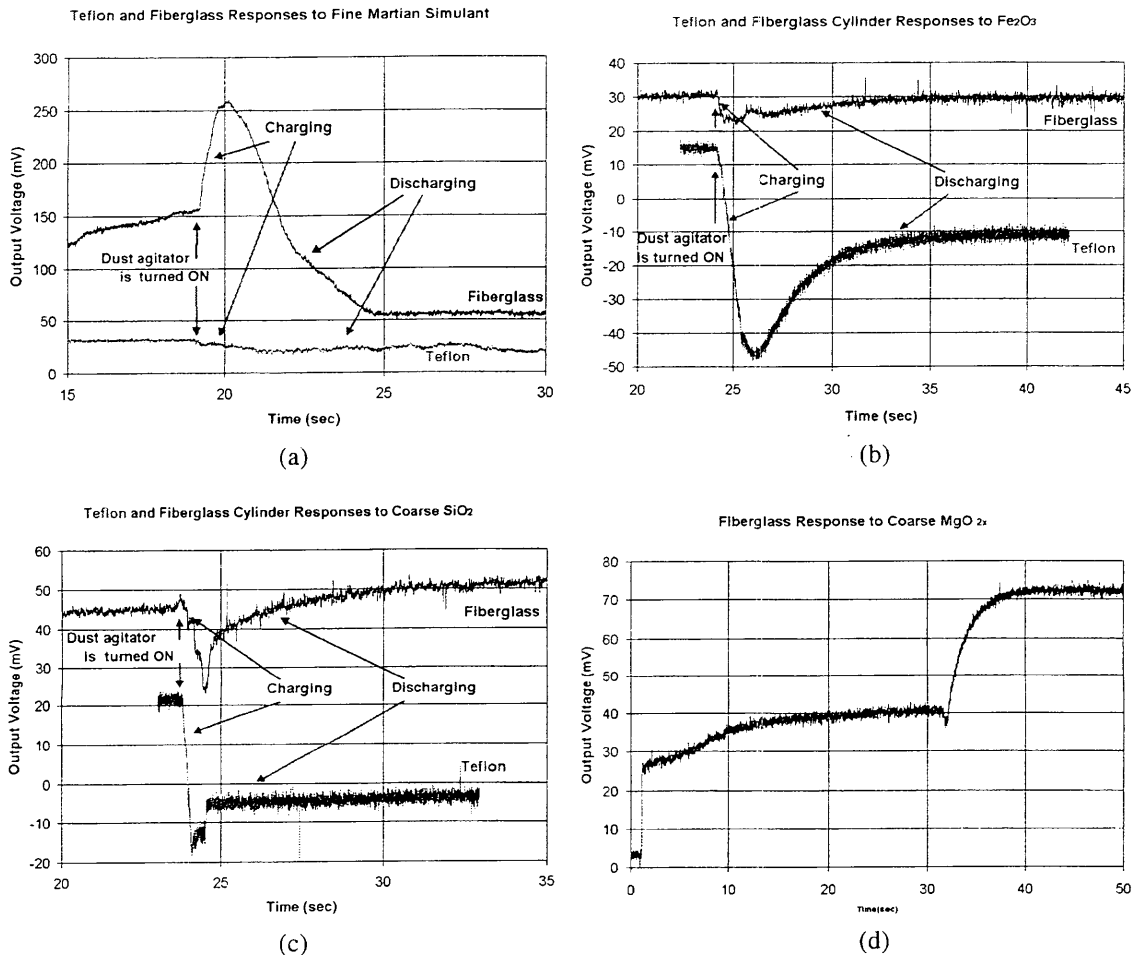 Teflon and Fiberglass Responses to Fine Martian Simulant
Output Voltage (mV)
300
250
200
150
100
50
0
Charging
Discharging
Dust agitator
is turned ON
Fiberglass
Teflon
15
20
25
30
Time (sec)
(a)
Teflon and Fiberglass Cylinder Responses to Fe2O3
Output Voltage (mV)
40
30
20
10
0
-10
-20
-30
-40
-50
Fiberglass
Charging
Discharging
Dust agitator
is turned ON
Teflon
20
25
30
35
40
45
Time (sec)
(b)
Teflon and Fiberglass Cylinder Responses to Coarse SiO2
Output Voltage (mV)
60
50
40
30
20
10
0
-10
-20
Fiberglass
Dust agitator
is turned ON
Charging
Discharging
Teflon
20
25
30
35
Time (sec)
(c)
Fiberglass Response to Coarse MgO 2x
Output Voltage (mV)
80
70
60
50
40
30
20
10
0
0
10
20
30
40
50
Time(sec)
(d)